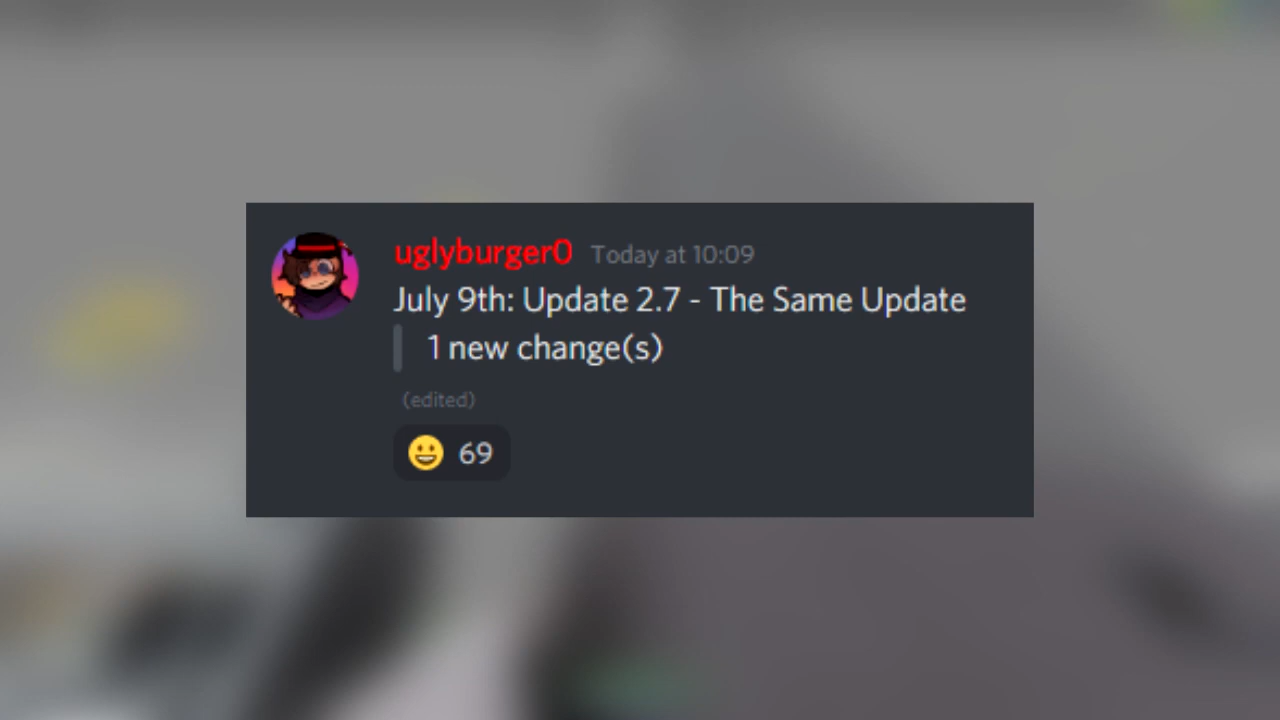 uglyburger0 Today at 10:09
July 9th: Update 2.7 - The Same Update
1 new change(s)
(edited)
69